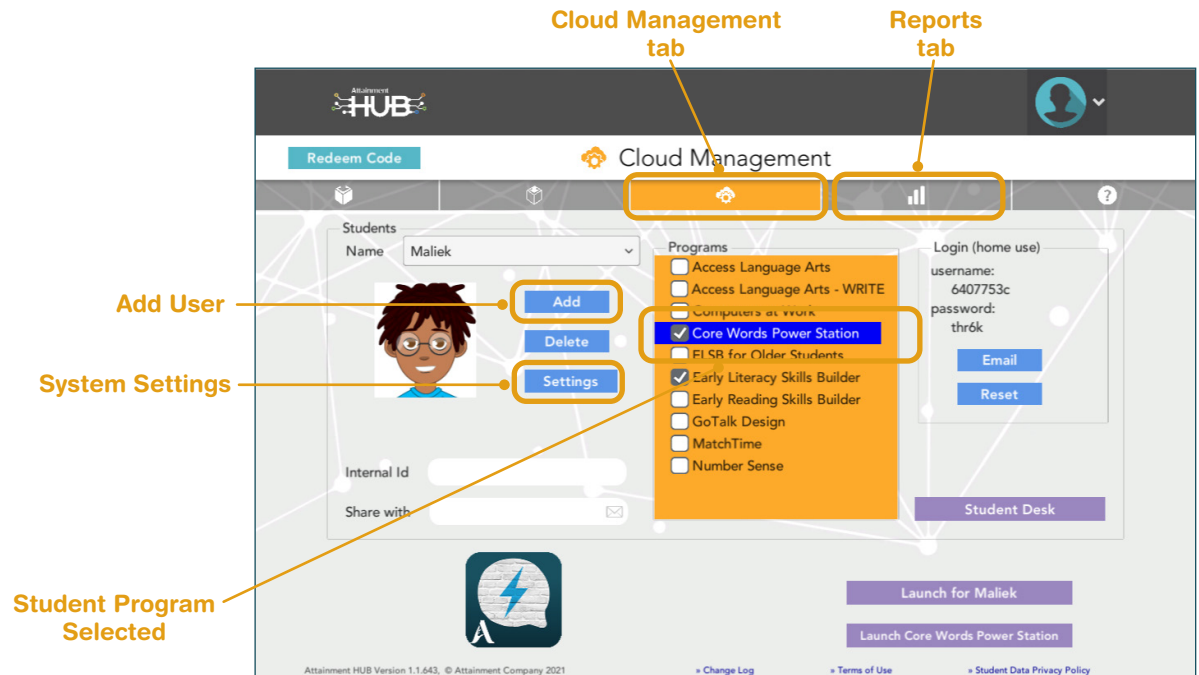 Cloud Management
tab
Reports
tab
Attainment
HUB
Redeem Code
Cloud Management
?
Students
Name Maliek
Programs
Login (home use)
Access Language Arts
Access Language Arts - WRITE
Computers at Work
Core Words Power Station
ELSB for Older Students
Early Literacy Skills Builder
Early Reading Skills Builder
GoTalk Design
MatchTime
Number Sense
username:
6407753c
password:
thr6k
Email
Reset
Add User
Add
Delete
System Settings
Settings
Internal Id
Share with
Student Desk
Student Program
Selected
A
Launch for Maliek
Launch Core Words Power Station
Attainment HUB Version 1.1.643, © Attainment Company 2021
» Change Log
» Terms of Use
» Student Data Privacy Policy